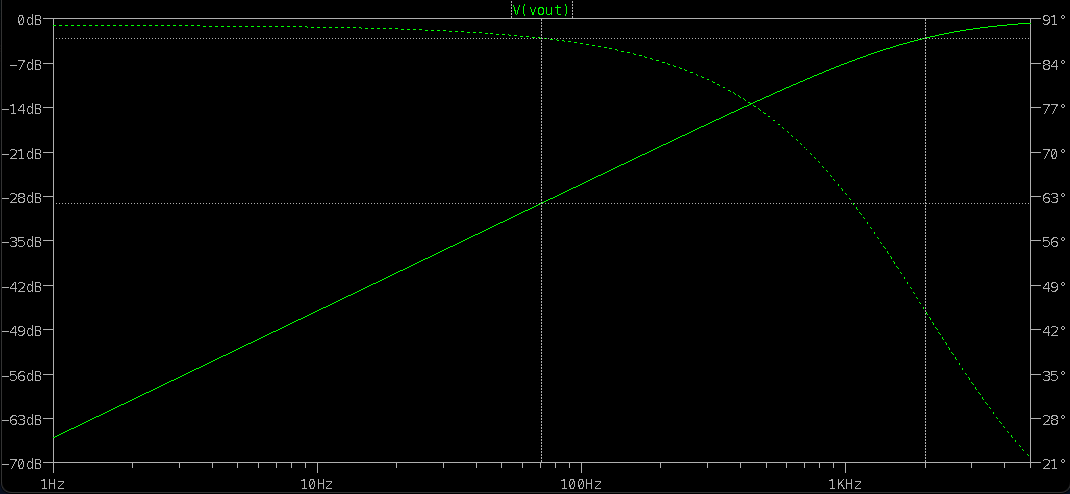 V(vout)
0dB 91°
-7dB 84°
-14dB 77°
-21dB 70°
-28dB 63°
-35dB 56°
-42dB 49°
-49dB 42°
-56dB 35°
-63dB 28°
-70dB 21°
1Hz 10Hz 100Hz 1KHz